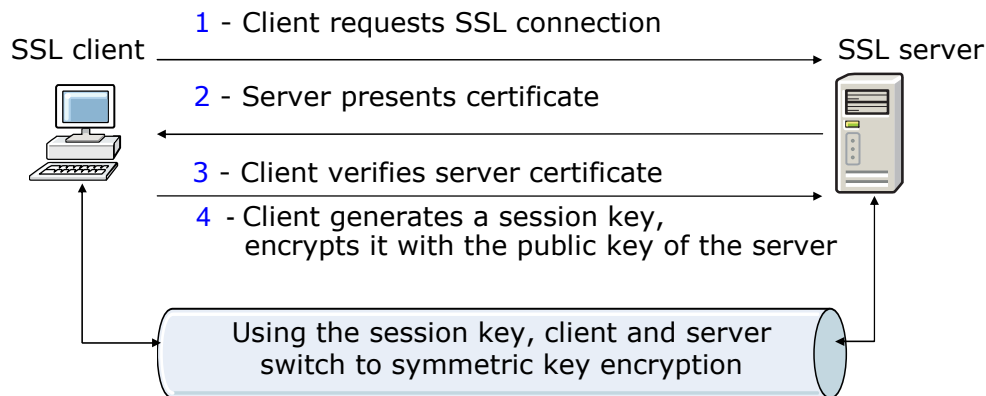 1 - Client requests SSL connection
SSL client
SSL server
2 - Server presents certificate
3 - Client verifies server certificate
4 - Client generates a session key,
encrypts it with the public key of the server
Using the session key, client and server
switch to symmetric key encryption